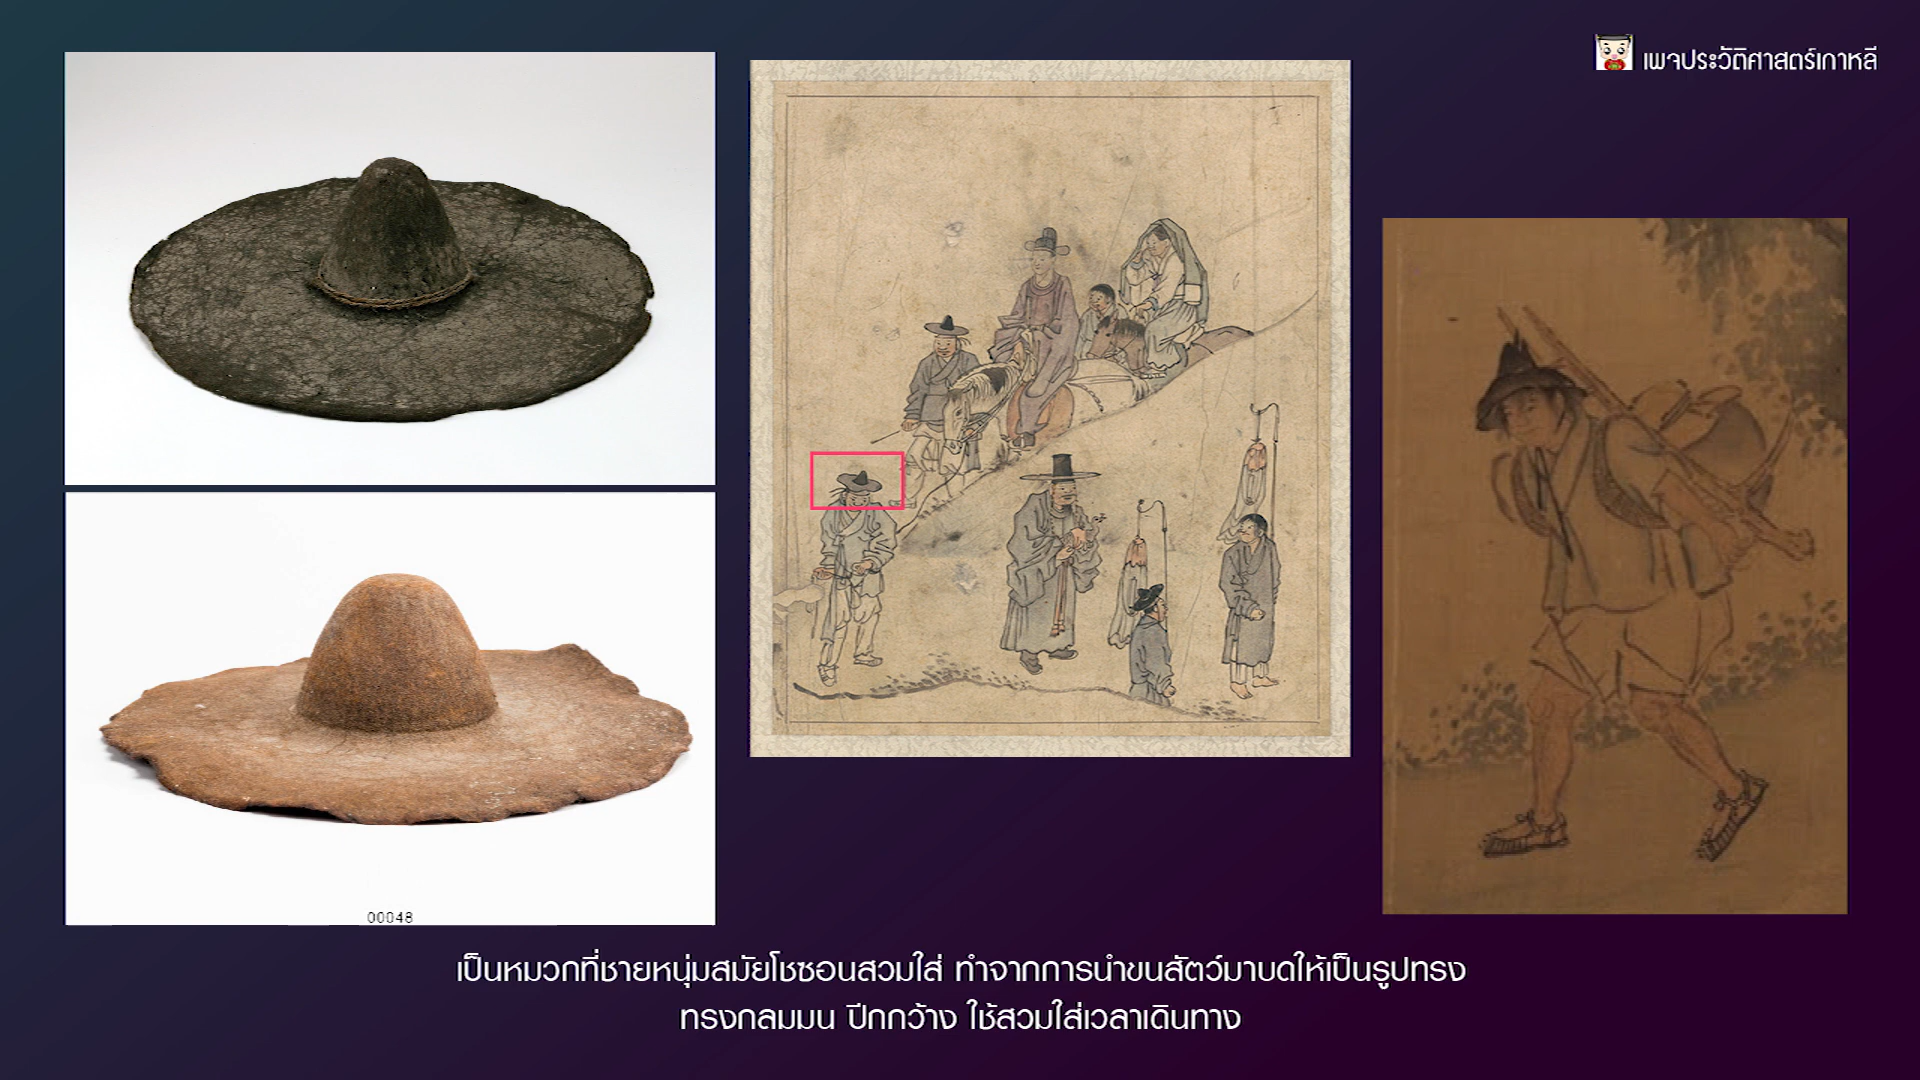 เพจประวัติศาสตร์เกาหลี
00048
เป็นหมวกที่ชายหนุ่มสมัยโชซอนสวมใส่ ทำจากการนำขนสัตว์มาบดให้เป็นรูปทรง
ทรงกลมมน ปีกกว้าง ใช้สวมใส่เวลาเดินทาง